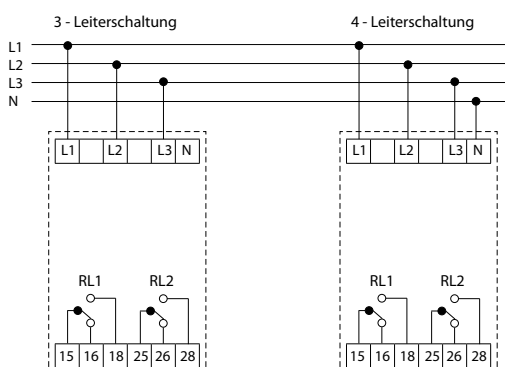 3 - Leiterschaltung 4 - Leiterschaltung
L1
L2
L3
N
L1 L2 L3 N L1 L2 L3 N
RL1 RL2 RL1 RL2
15 16 18 25 26 28 15 16 18 25 26 28